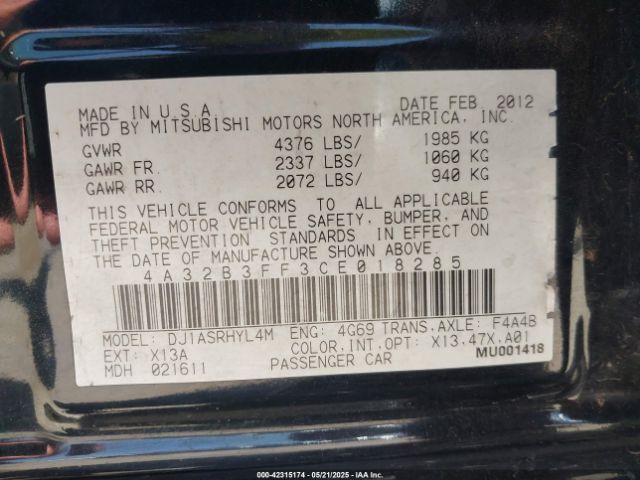 MADE IN U.S.A. DATE FEB. 2012
MFD BY MITSUBISHI MOTORS NORTH AMERICA, INC.
GVWR 4376 LBS/ 1985 KG
GAWR FR. 2337 LBS/ 1060 KG
GAWR RR. 2072 LBS/ 940 KG
THIS VEHICLE CONFORMS TO ALL APPLICABLE
FEDERAL MOTOR VEHICLE SAFETY, BUMPER, AND
THEFT PREVENTION STANDARDS IN EFFECT ON
THE DATE OF MANUFACTURE SHOWN ABOVE.
4A32B3FF3CE018285
MODEL: DJ1ASRHYL4M ENG: 4G69 TRANS.AXLE: F4A4B
EXT: X13A COLOR,INT.OPT: X13,47X,A01
MDH 021611 PASSENGER CAR MU001418
000-42315174 | 05/21/2025 | © IAA Holdings, LLC